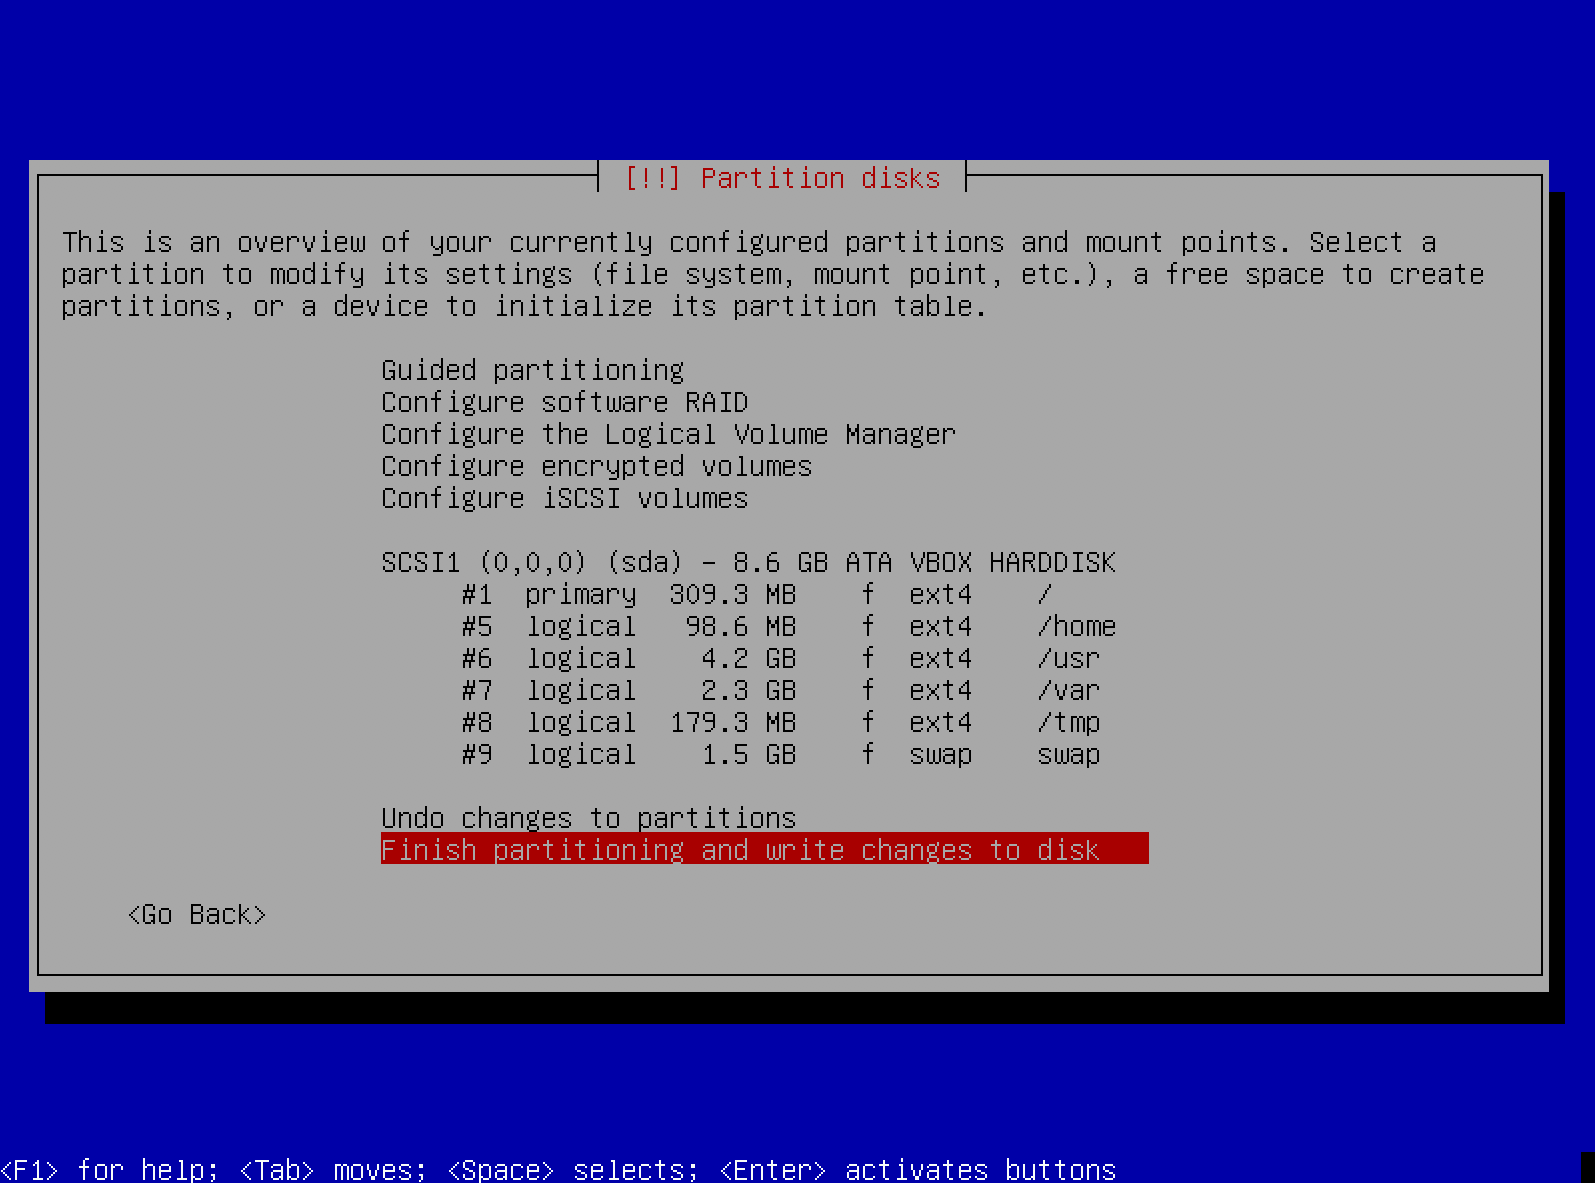 [!!] Partition disks
This is an overview of your currently configured partitions and mount points. Select a
partition to modify its settings (file system, mount point, etc.), a free space to create
partitions, or a device to initialize its partition table.
Guided partitioning
Configure software RAID
Configure the Logical Volume Manager
Configure encrypted volumes
Configure iSCSI volumes
SCSI1 (0,0,0) (sda) - 8.6 GB ATA VBOX HARDDISK
#1 primary 309.3 MB f ext4 /
#5 logical 98.6 MB f ext4 /home
#6 logical 4.2 GB f ext4 /usr
#7 logical 2.3 GB f ext4 /var
#8 logical 179.3 MB f ext4 /tmp
#9 logical 1.5 GB f swap swap
Undo changes to partitions
Finish partitioning and write changes to disk
<Go Back>
<F1> for help; <Tab> moves; <Space> selects; <Enter> activates buttons